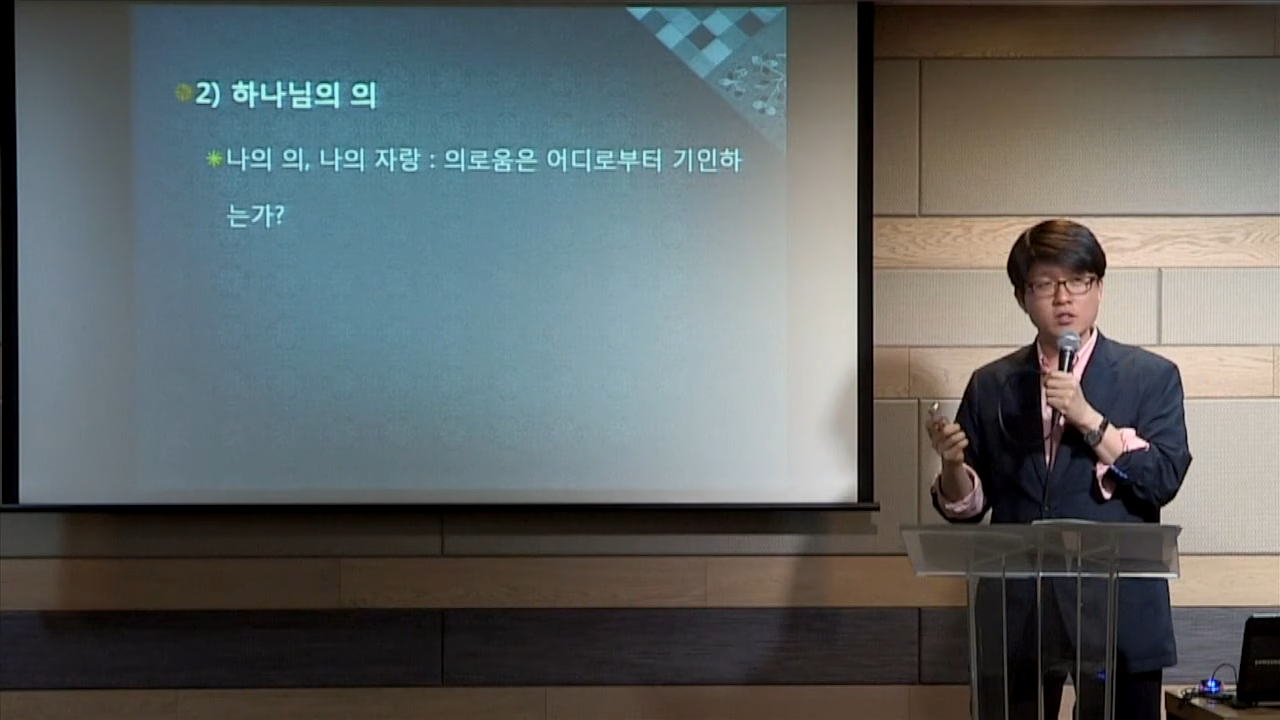 2) 하나님의 의
나의 의, 나의 자랑 : 의로움은 어디로부터 기인하
는가?